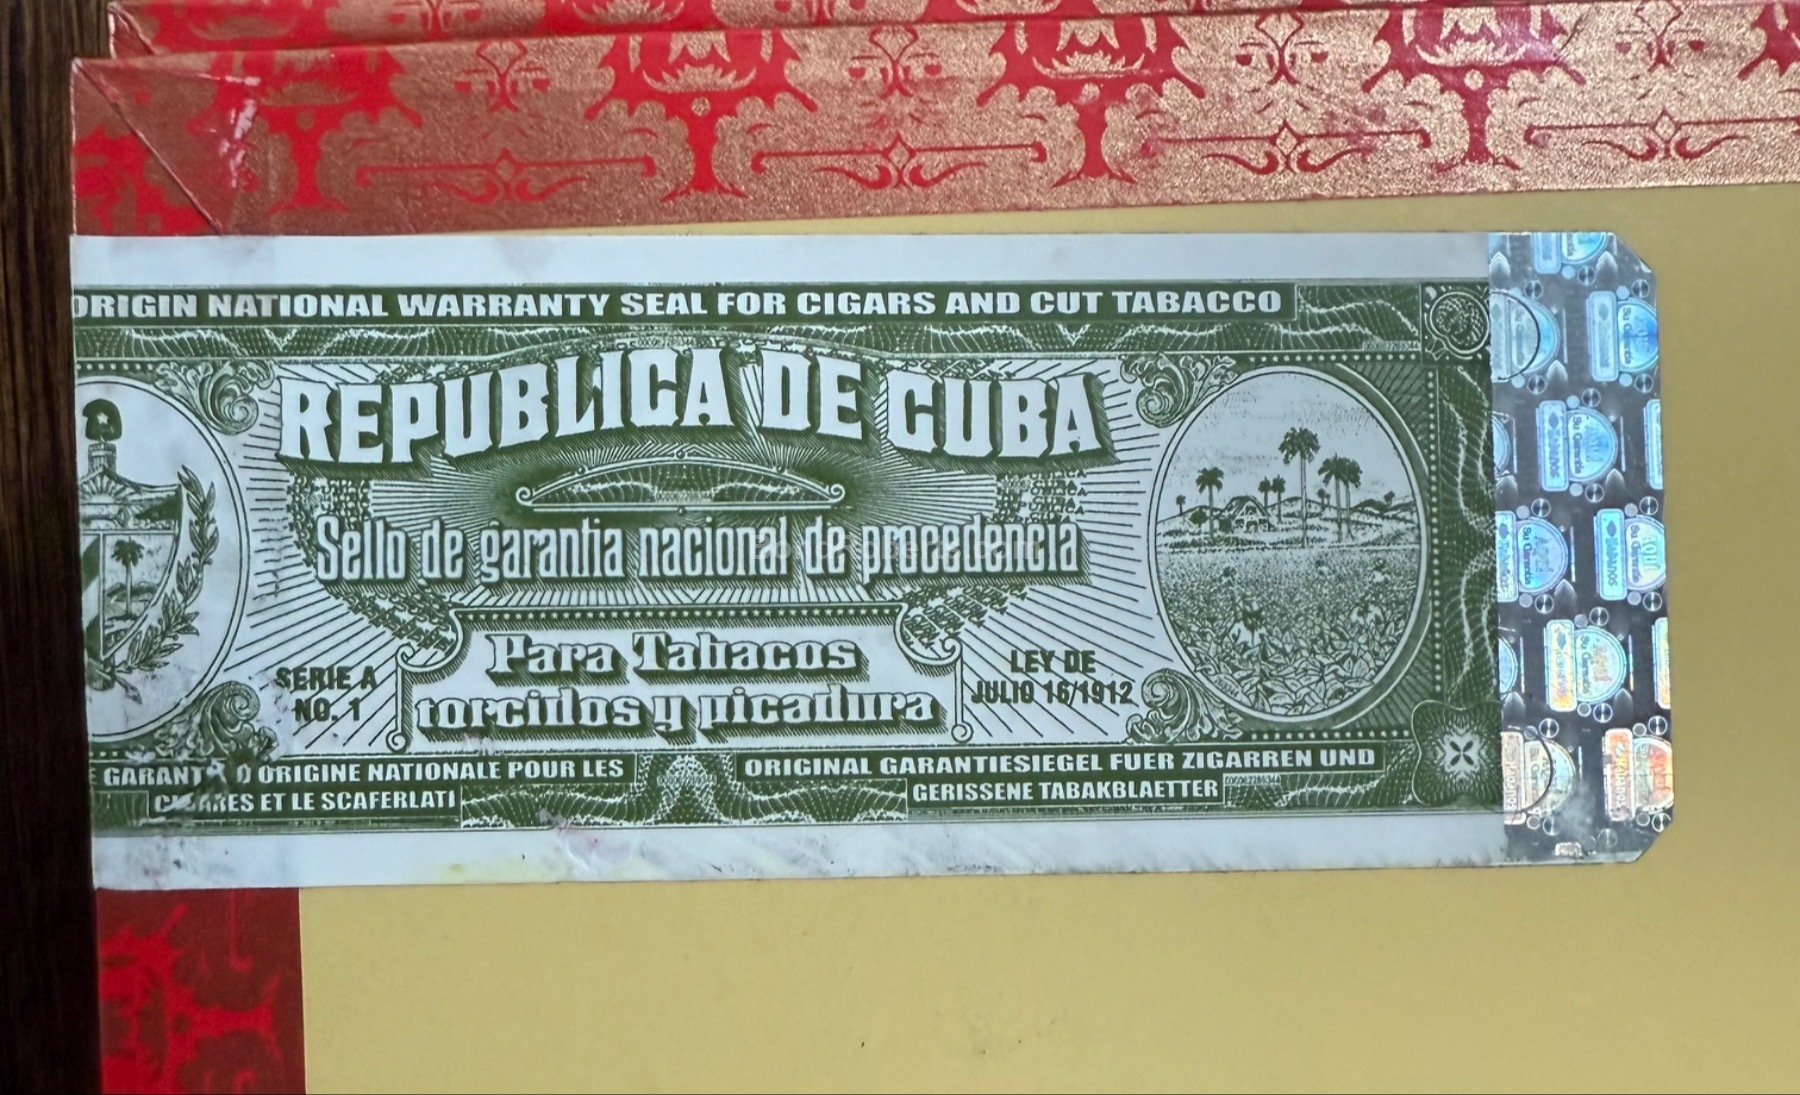 ORIGIN NATIONAL WARRANTY SEAL FOR CIGARS AND CUT TABACCO
REPUBLICA DE CUBA
Sello de garantia nacional de procedencia
Para Tabacos
torcidos y picadura
SERIE A
NO. 1
LEY DE
JULIO 16/1912
E GARANT D ORIGINE NATIONALE POUR LES
CIGARES ET LE SCAFERLATI
ORIGINAL GARANTIESIEGEL FUER ZIGARREN UND
GERISSENE TABAKBLAETTER